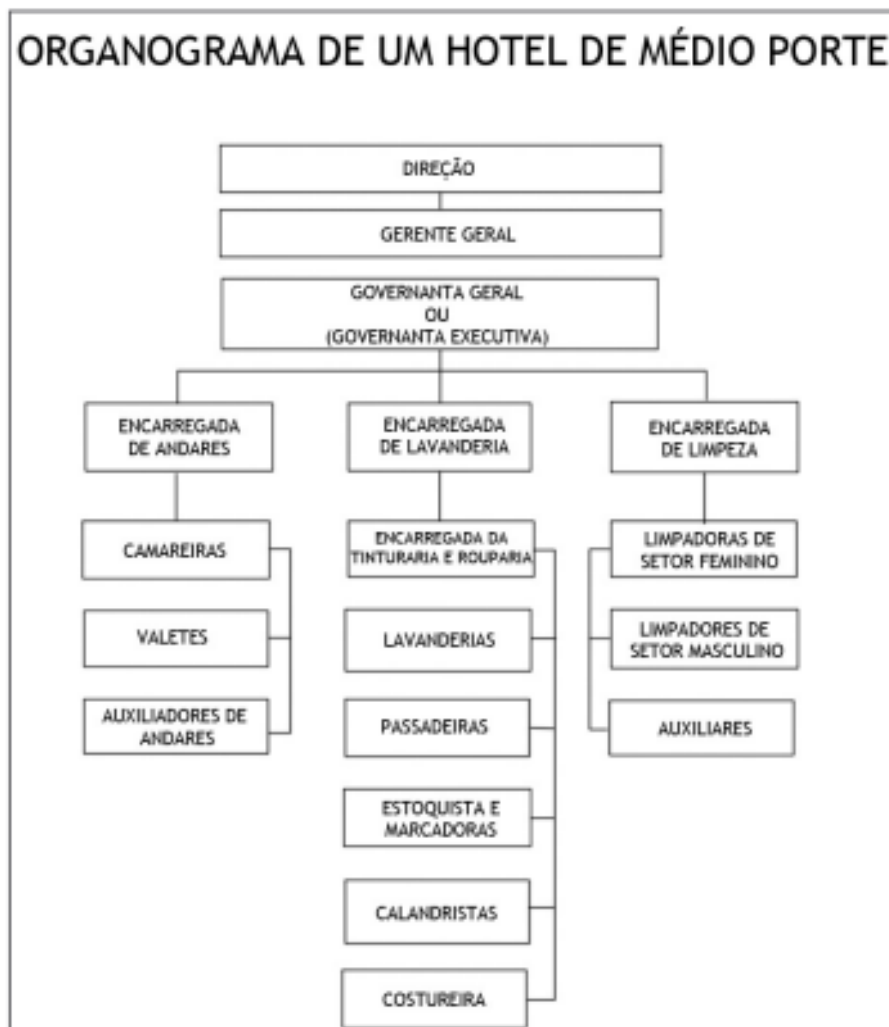 ORGANOGRAMA DE UM HOTEL DE MÉDIO PORTE
DIREÇÃO
GERENTE GERAL
GOVERNANTA GERAL
OU
(GOVERNANTA EXECUTIVA)
ENCARREGADA
DE ANDARES
ENCARREGADA
DE LAVANDERIA
ENCARREGADA
DE LIMPEZA
CAMAREIRAS
VALETES
AUXILIADORES DE
ANDARES
ENCARREGADA DA
TINTURARIA E ROUPARIA
LAVANDERIAS
PASSADEIRAS
ESTOQUISTA E
MARCADORAS
CALANDRISTAS
COSTUREIRA
LIMPADORAS DE
SETOR FEMININO
LIMPADORES DE
SETOR MASCULINO
AUXILIARES